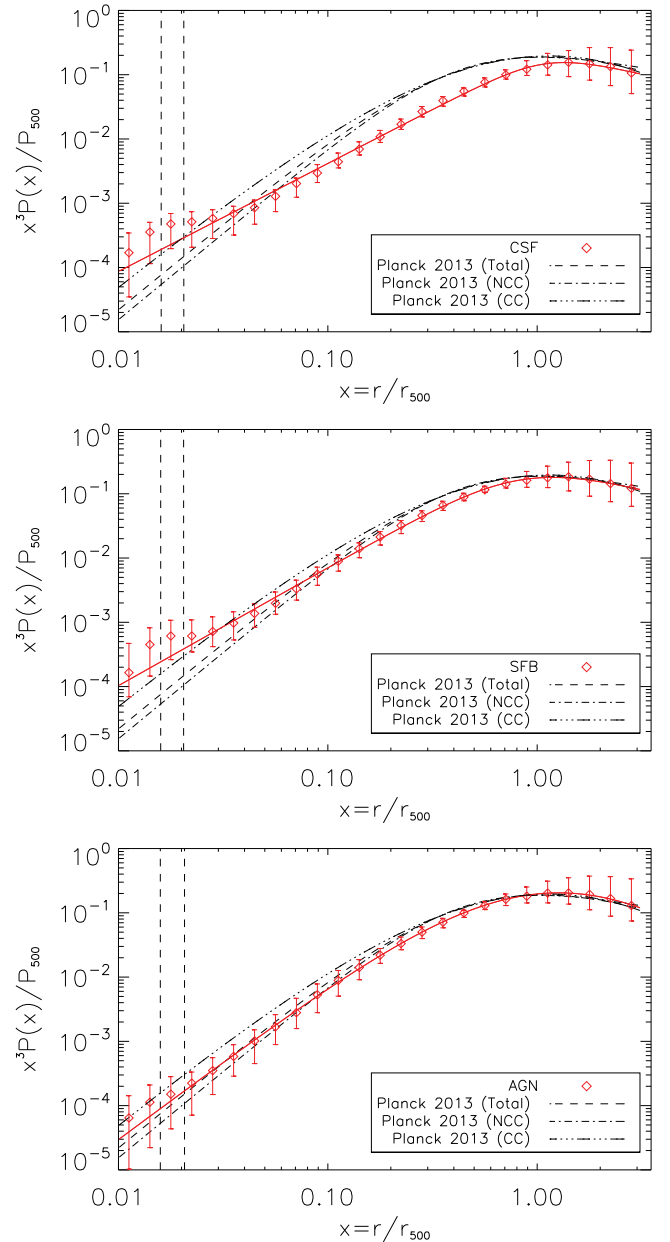 10⁰
10⁻¹
10⁻²
10⁻³
10⁻⁴
10⁻⁵
x³P(x)/P₅₀₀
CSF
Planck 2013 (Total)
Planck 2013 (NCC)
Planck 2013 (CC)
0.01 0.10 1.00
x=r/r₅₀₀
10⁰
10⁻¹
10⁻²
10⁻³
10⁻⁴
10⁻⁵
x³P(x)/P₅₀₀
SFB
Planck 2013 (Total)
Planck 2013 (NCC)
Planck 2013 (CC)
0.01 0.10 1.00
x=r/r₅₀₀
10⁰
10⁻¹
10⁻²
10⁻³
10⁻⁴
10⁻⁵
x³P(x)/P₅₀₀
AGN
Planck 2013 (Total)
Planck 2013 (NCC)
Planck 2013 (CC)
0.01 0.10 1.00
x=r/r₅₀₀